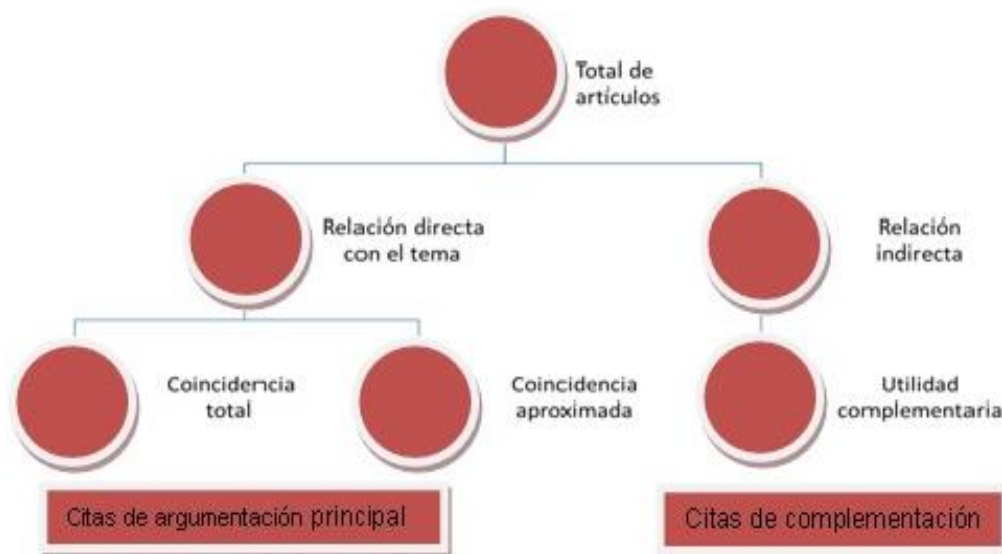 Total de
artículos
Relación directa
con el tema
Relación
indirecta
Coincidencia
total
Coincidencia
aproximada
Utilidad
complementaria
Citas de argumentación principal
Citas de complementación